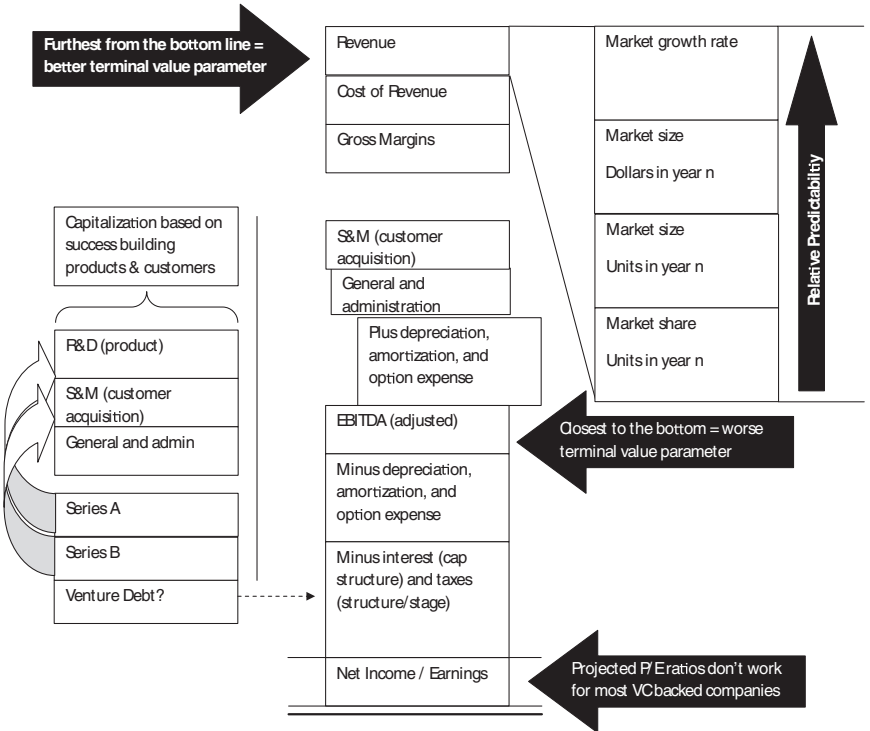 Furthest from the bottom line =
better terminal value parameter
Revenue
Cost of Revenue
Gross Margins
Market growth rate
Market size
Dollars in year n
Market size
Units in year n
Market share
Units in year n
Relative Predictabiltiy
Capitalization based on
success building
products & customers
R&D (product)
S&M (customer
acquisition)
General and admin
Series A
Series B
Venture Debt?
S&M (customer
acquisition)
General and
administration
Plus depreciation,
amortization, and
option expense
EBITDA (adjusted)
Minus depreciation,
amortization, and
option expense
Minus interest (cap
structure) and taxes
(structure/stage)
Net Income / Earnings
Closest to the bottom = worse
terminal value parameter
Projected P/E ratios don't work
for most VC backed companies